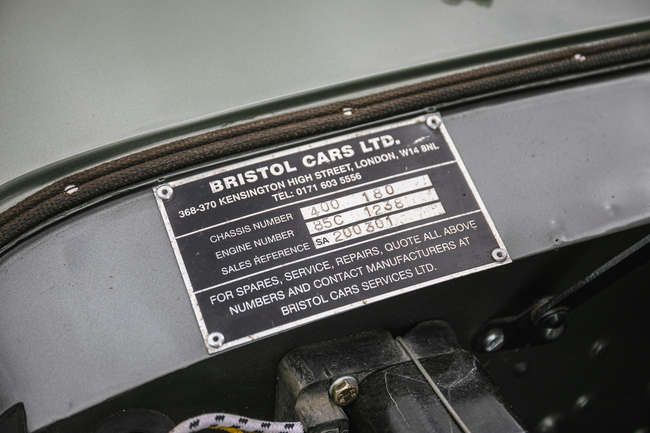 BRISTOL CARS LTD.
368-370 KENSINGTON HIGH STREET, LONDON, W14 8NL
TEL: 0171 603 5556
CHASSIS NUMBER 400 180
ENGINE NUMBER 85C 1238
SALES REFERENCE SA 200301
FOR SPARES, SERVICE, REPAIRS, QUOTE ALL ABOVE
NUMBERS AND CONTACT MANUFACTURERS AT
BRISTOL CARS SERVICES LTD.